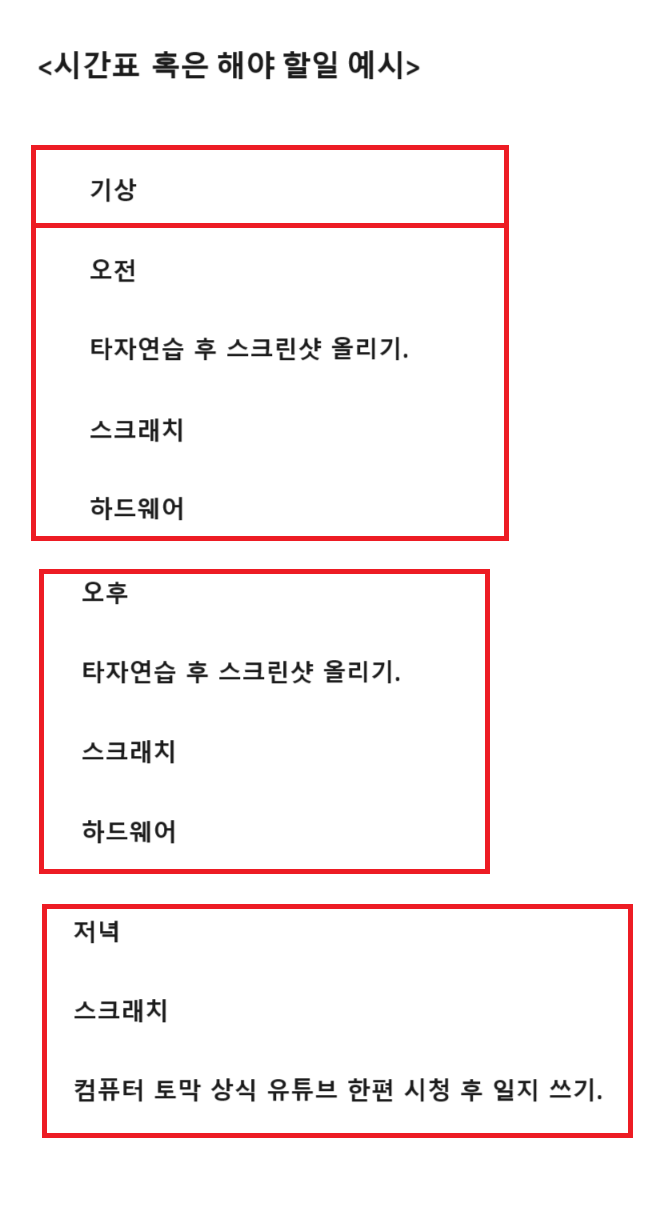 <시간표 혹은 해야 할일 예시>
기상
오전
타자연습 후 스크린샷 올리기.
스크래치
하드웨어
오후
타자연습 후 스크린샷 올리기.
스크래치
하드웨어
저녁
스크래치
컴퓨터 토막 상식 유튜브 한편 시청 후 일지 쓰기.